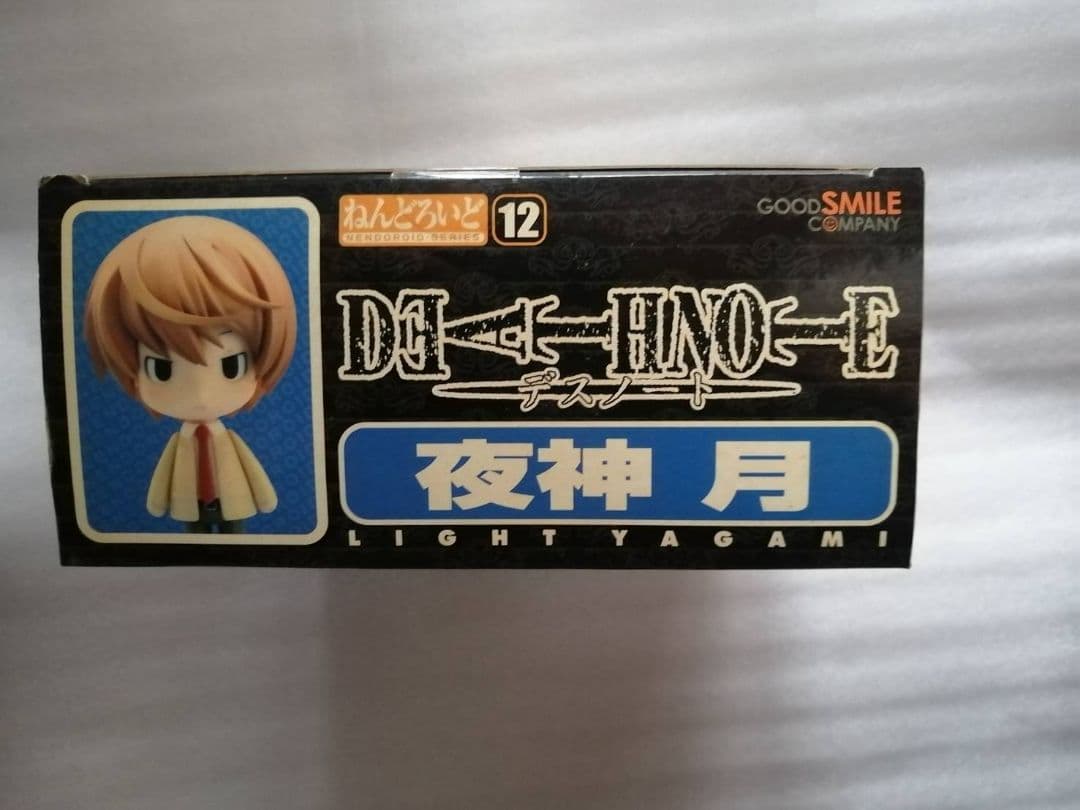 ねんどろいど 12
NENDOROID-SERIES
GOOD SMILE
COMPANY
DEATH NOTE
デスノート
夜神 月
LIGHT YAGAMI